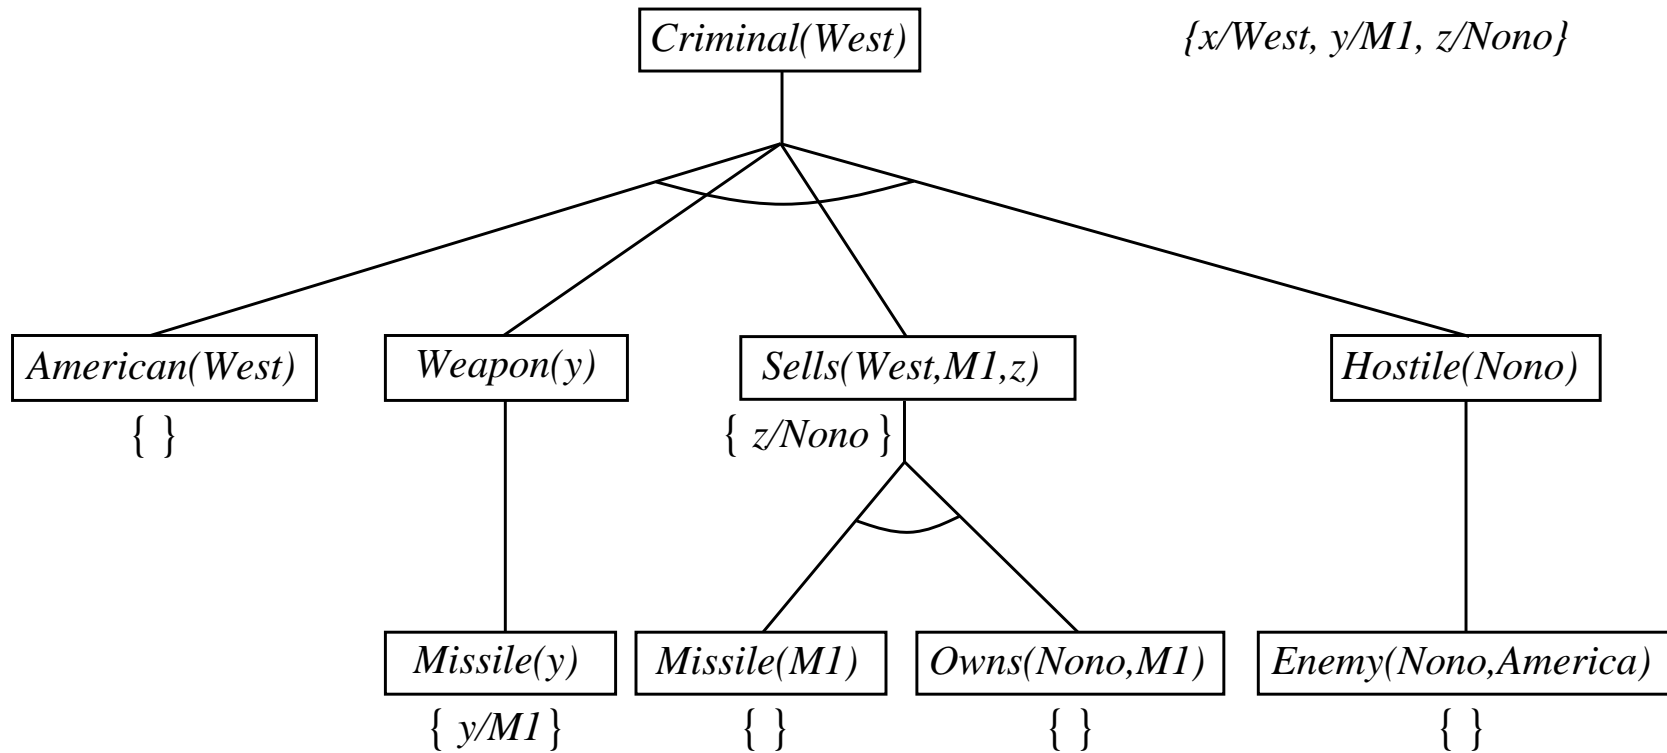 Criminal(West)
{x/West, y/M1, z/Nono}
American(West)
Weapon(y)
Sells(West,M1,z)
Hostile(Nono)
{ }
{ z/Nono }
Missile(y)
Missile(M1)
Owns(Nono,M1)
Enemy(Nono,America)
{ y/M1 }
{ }
{ }
{ }